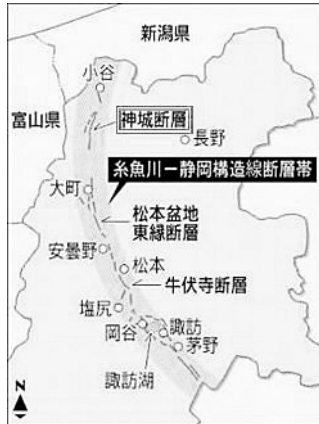 新潟県
小谷
富山県
神城断層
長野
糸魚川ー静岡構造線断層帯
大町
松本盆地
東縁断層
安曇野
松本
牛伏寺断層
塩尻
岡谷
諏訪
茅野
諏訪湖
N